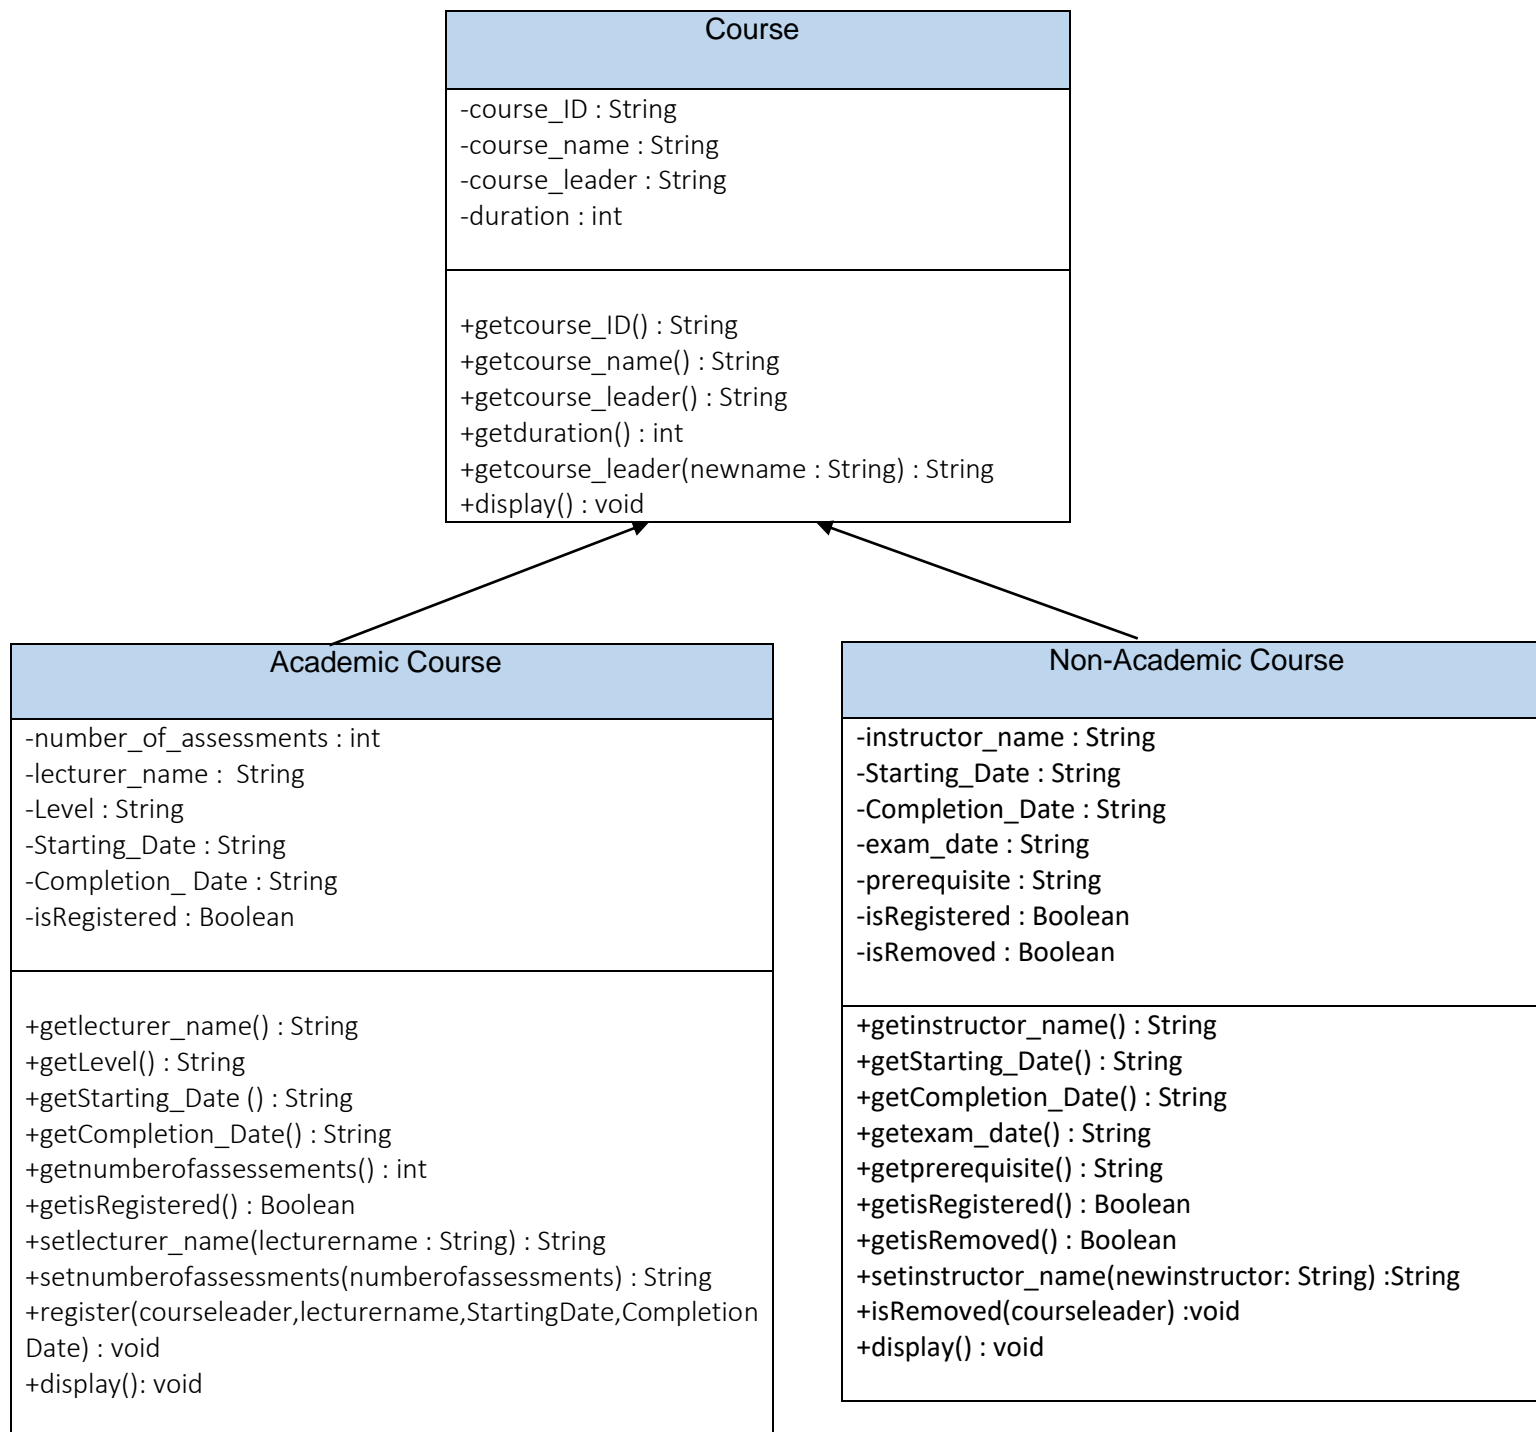 Course
-course_ID : String
-course_name : String
-course_leader : String
-duration : int
+getcourse_ID() : String
+getcourse_name() : String
+getcourse_leader() : String
+getduration() : int
+getcourse_leader(newname : String) : String
+display() : void
Academic Course
-number_of_assessments : int
-lecturer_name :  String
-Level : String
-Starting_Date : String
-Completion_ Date : String
-isRegistered : Boolean
+getlecturer_name() : String
+getLevel() : String
+getStarting_Date () : String
+getCompletion_Date() : String
+getnumberofassessements() : int
+getisRegistered() : Boolean
+setlecturer_name(lecturername : String) : String
+setnumberofassessments(numberofassessments) : String
+register(courseleader,lecturername,StartingDate,Completion
Date) : void
+display(): void
Non-Academic Course
-instructor_name : String
-Starting_Date : String
-Completion_Date : String
-exam_date : String
-prerequisite : String
-isRegistered : Boolean
-isRemoved : Boolean
+getinstructor_name() : String
+getStarting_Date() : String
+getCompletion_Date() : String
+getexam_date() : String
+getprerequisite() : String
+getisRegistered() : Boolean
+getisRemoved() : Boolean
+setinstructor_name(newinstructor: String) :String
+isRemoved(courseleader) :void
+display() : void